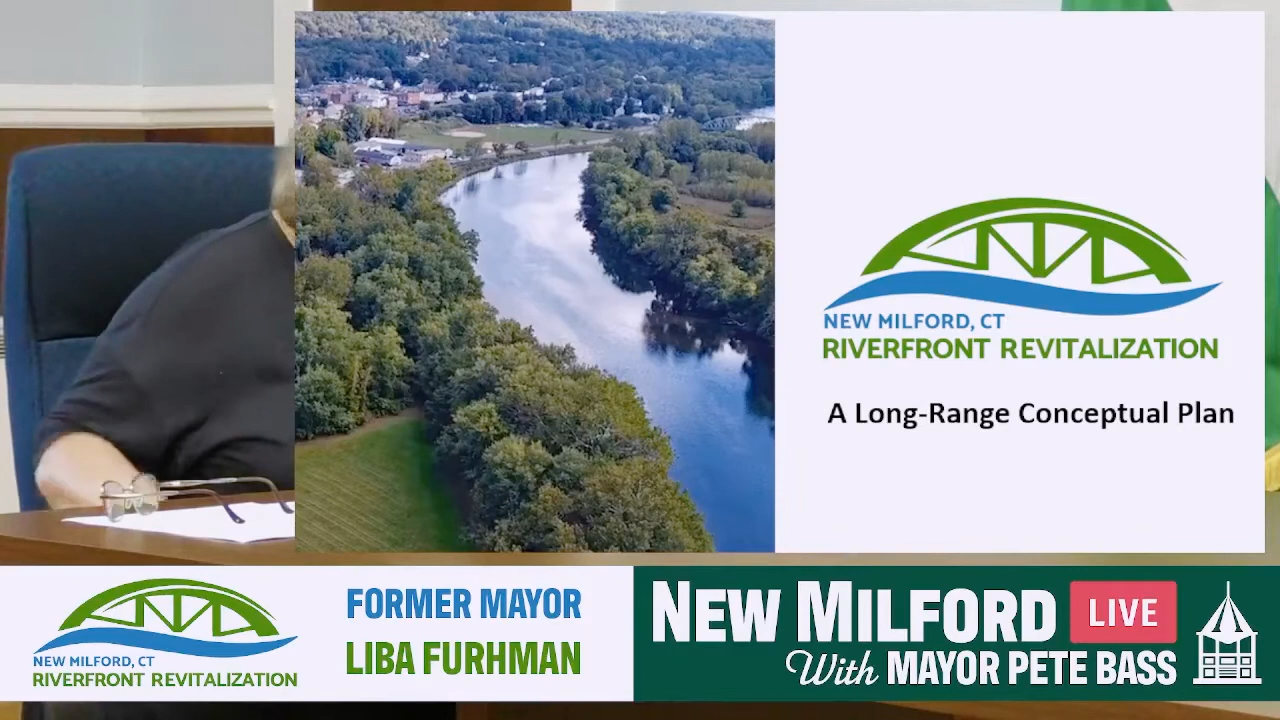 NEW MILFORD, CT
RIVERFRONT REVITALIZATION
A Long-Range Conceptual Plan
NEW MILFORD, CT
RIVERFRONT REVITALIZATION
FORMER MAYOR
LIBA FURHMAN
NEW MILFORD LIVE
With MAYOR PETE BASS